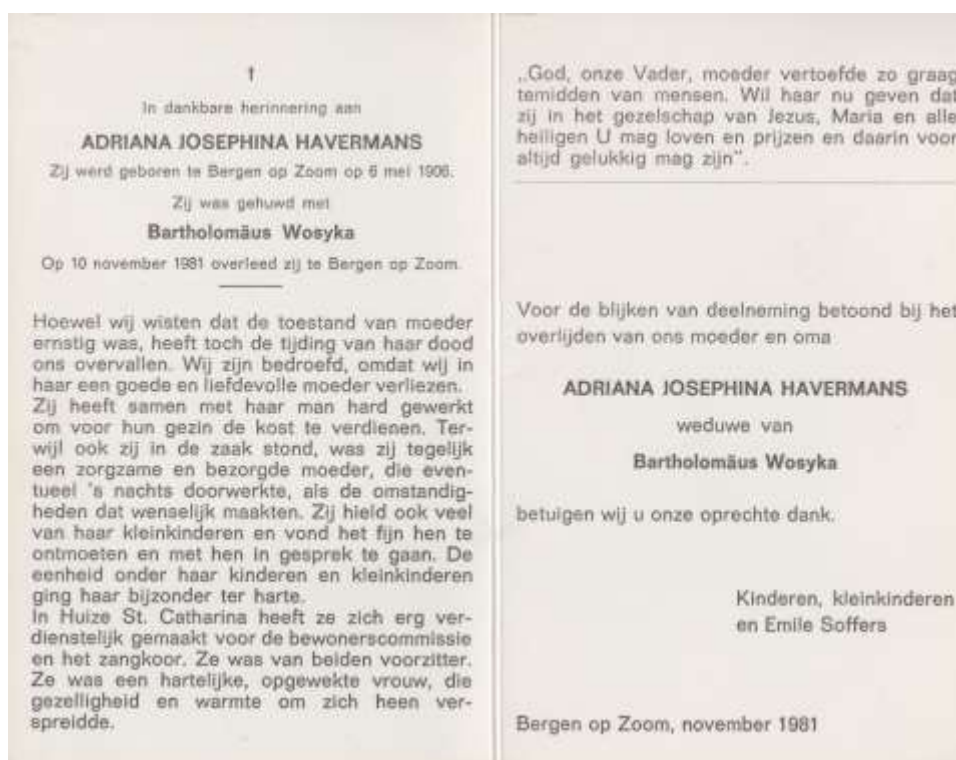 †
In dankbare herinnering aan
ADRIANA JOSEPHINA HAVERMANS
Zij werd geboren te Bergen op Zoom op 6 mei 1906.
Zij was gehuwd met
Bartholomäus Wosyka
Op 10 november 1981 overleed zij te Bergen op Zoom.
Hoewel wij wisten dat de toestand van moeder
ernstig was, heeft toch de tijding van haar dood
ons overvallen. Wij zijn bedroefd, omdat wij in
haar een goede en liefdevolle moeder verliezen.
Zij heeft samen met haar man hard gewerkt
om voor hun gezin de kost te verdienen. Ter-
wijl ook zij in de zaak stond, was zij tegelijk
een zorgzame en bezorgde moeder, die even-
tueel 's nachts doorwerkte, als de omstandig-
heden dat wenselijk maakten. Zij hield ook veel
van haar kleinkinderen en vond het fijn hen te
ontmoeten en met hen in gesprek te gaan. De
eenheid onder haar kinderen en kleinkinderen
ging haar bijzonder ter harte.
In Huize St. Catharina heeft ze zich erg ver-
dienstelijk gemaakt voor de bewonerscommissie
en het zangkoor. Ze was van beiden voorzitter.
Ze was een hartelijke, opgewekte vrouw, die
gezelligheid en warmte om zich heen ver-
spreidde.
„God, onze Vader, moeder vertoefde zo graag
temidden van mensen. Wil haar nu geven dat
zij in het gezelschap van Jezus, Maria en alle
heiligen U mag loven en prijzen en daarin voor
altijd gelukkig mag zijn".
Voor de blijken van deelneming betoond bij het
overlijden van ons moeder en oma
ADRIANA JOSEPHINA HAVERMANS
weduwe van
Bartholomäus Wosyka
betuigen wij u onze oprechte dank.
Kinderen, kleinkinderen
en Emile Soffers
Bergen op Zoom, november 1981